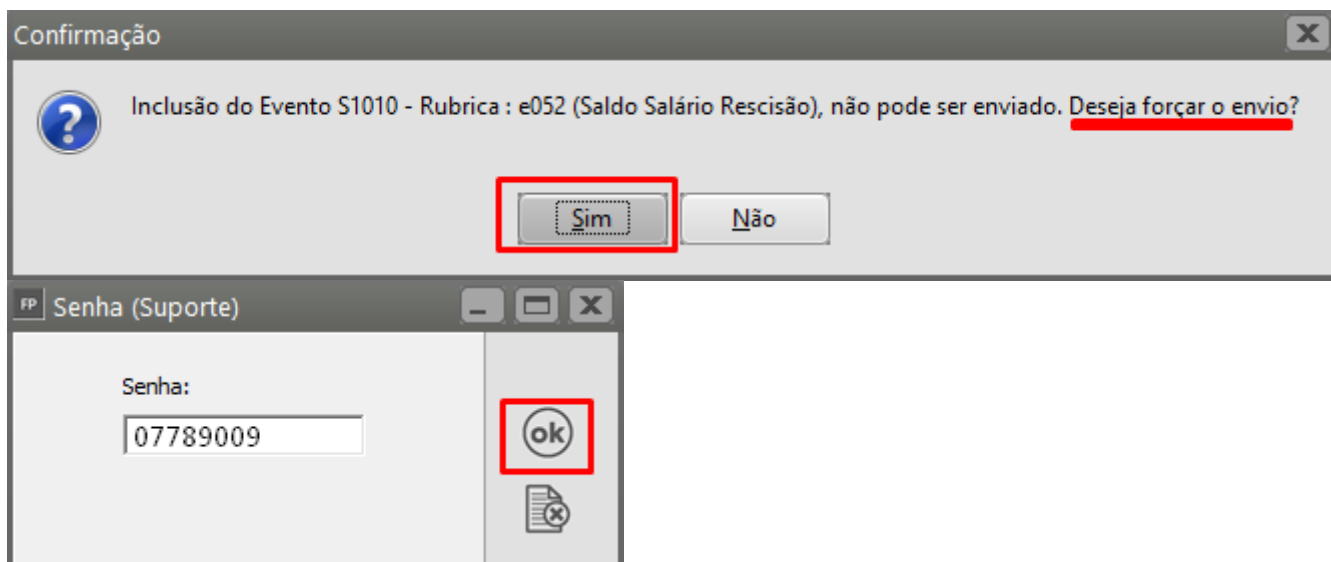 Confirmação
Inclusão do Evento S1010 - Rubrica : e052 (Saldo Salário Rescisão), não pode ser enviado. Deseja forçar o envio?
Sim
Não
FP Senha (Suporte)
Senha:
07789009
ok